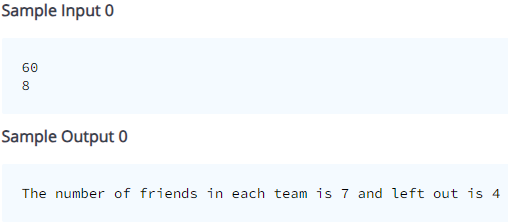 Sample Input 0
60
8
Sample Output 0
The number of friends in each team is 7 and left out is 4